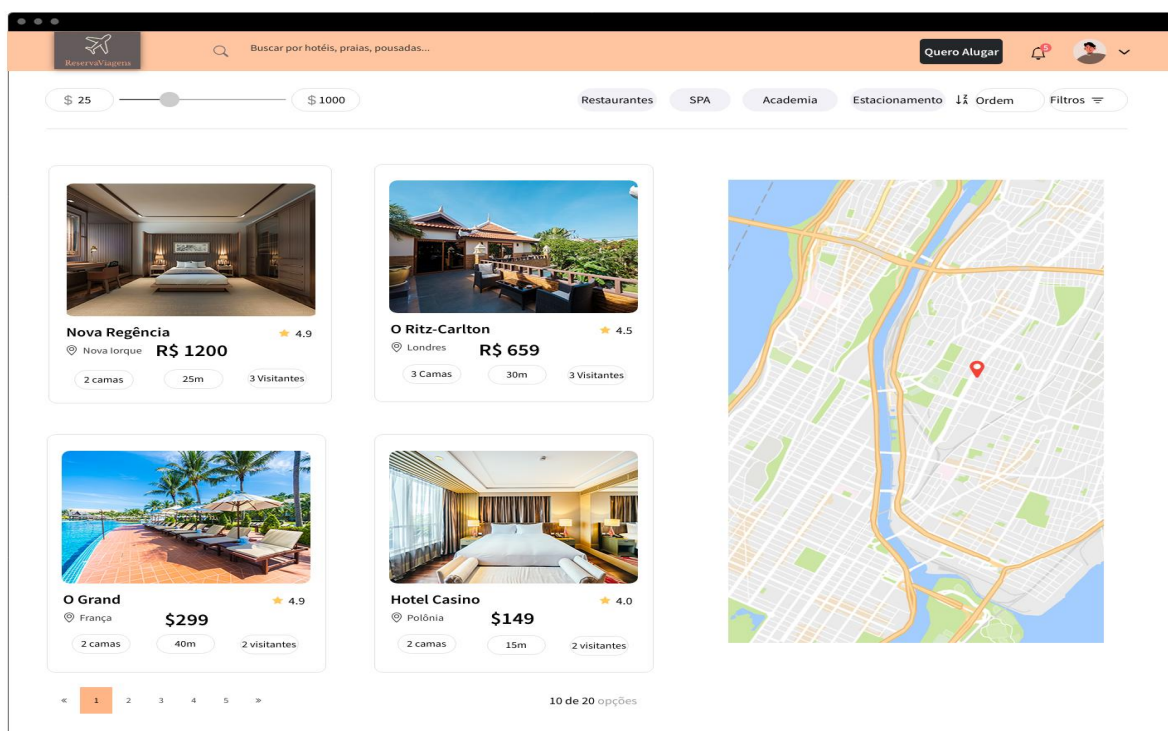 ReservaViagens
Buscar por hotéis, praias, pousadas...
Quero Alugar
5
$ 25
$ 1000
Restaurantes
SPA
Academia
Estacionamento
Ordem
Filtros
Nova Regência
4.9
Nova Iorque
R$ 1200
2 camas
25m
3 Visitantes
O Ritz-Carlton
4.5
Londres
R$ 659
3 Camas
30m
3 Visitantes
O Grand
4.9
França
$299
2 camas
40m
2 visitantes
Hotel Casino
4.0
Polônia
$149
2 camas
15m
2 visitantes
« 1 2 3 4 5 »
10 de 20 opções